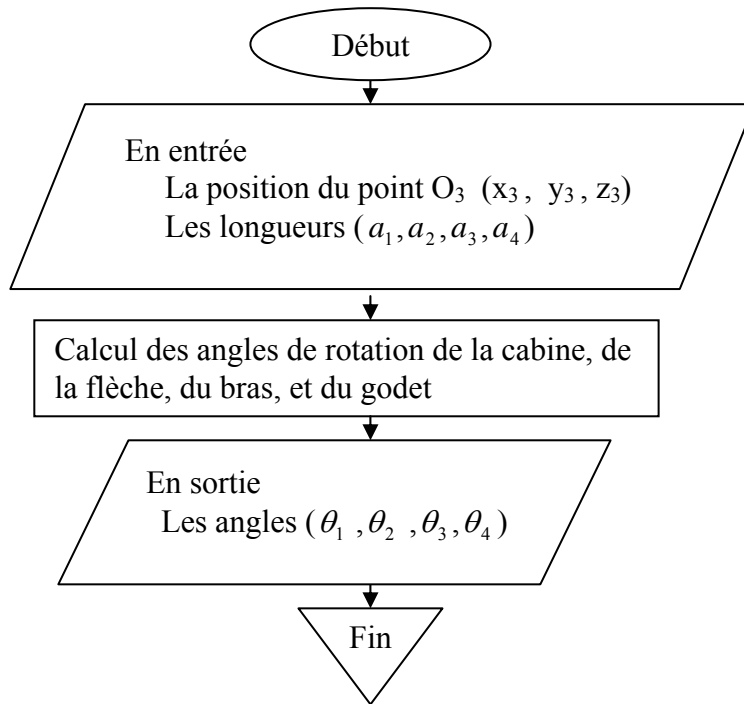 Début
En entrée
La position du point O₃ (x₃ , y₃ , z₃)
Les longueurs (a₁,a₂,a₃,a₄)
Calcul des angles de rotation de la cabine, de
la flèche, du bras, et du godet
En sortie
Les angles (θ₁ ,θ₂ ,θ₃,θ₄)
Fin